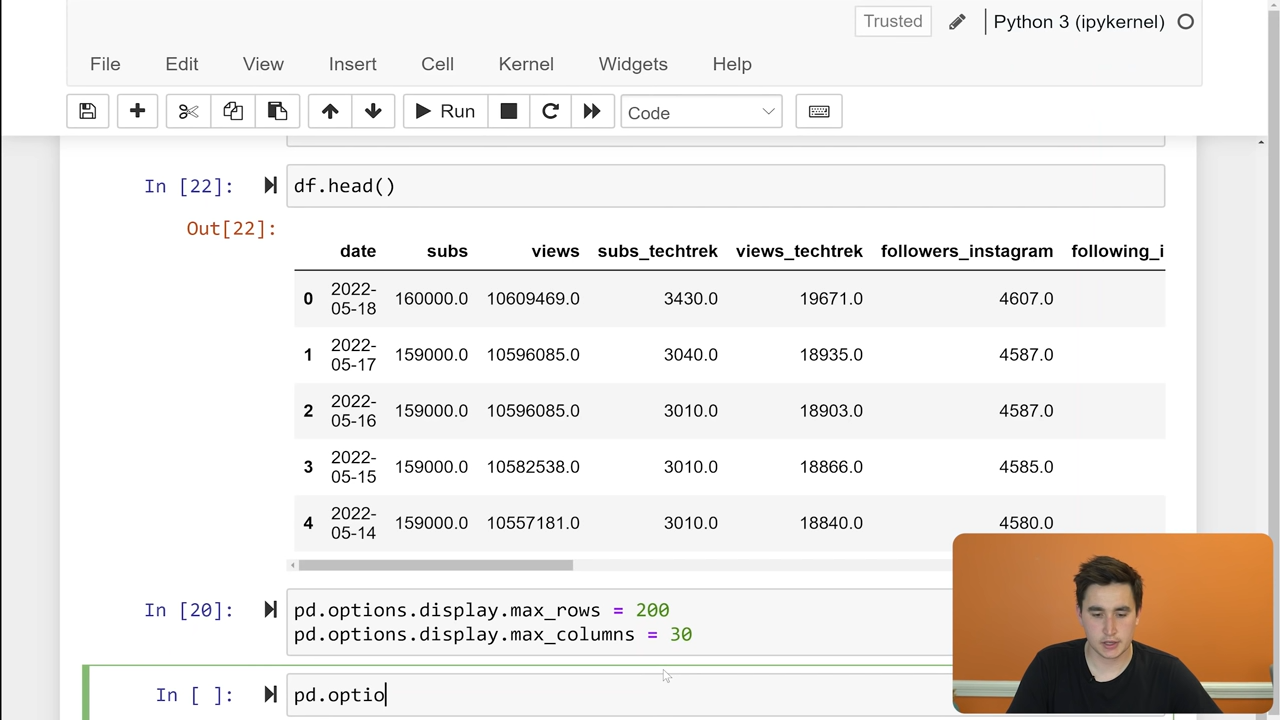 Trusted
Python 3 (ipykernel)
File Edit View Insert Cell Kernel Widgets Help
Run
Code
In [22]: df.head()
Out[22]:
date subs views subs_techtrek views_techtrek followers_instagram following_i
0 2022-05-18 160000.0 10609469.0 3430.0 19671.0 4607.0
1 2022-05-17 159000.0 10596085.0 3040.0 18935.0 4587.0
2 2022-05-16 159000.0 10596085.0 3010.0 18903.0 4587.0
3 2022-05-15 159000.0 10582538.0 3010.0 18866.0 4585.0
4 2022-05-14 159000.0 10557181.0 3010.0 18840.0 4580.0
In [20]: pd.options.display.max_rows = 200
pd.options.display.max_columns = 30
In [ ]: pd.optio